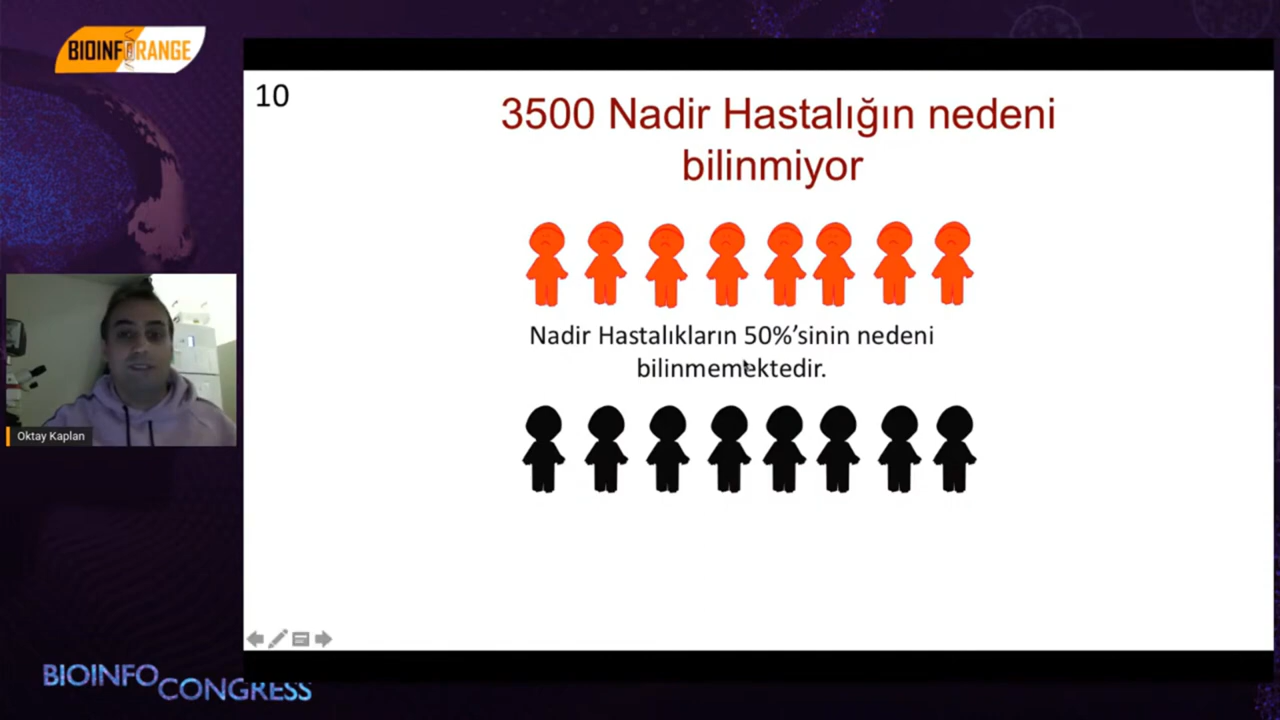 BIOINFORANGE
10
3500 Nadir Hastalığın nedeni
bilinmiyor
Nadir Hastalıkların 50%’sinin nedeni
bilinmemektedir.
Oktay Kaplan
BIOINFO
CONGRESS